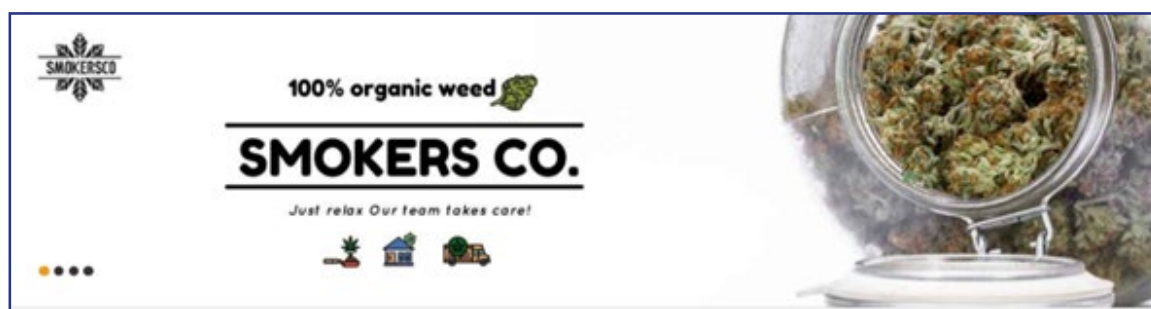 SMOKERSCO
100% organic weed
SMOKERS CO.
Just relax Our team takes care!